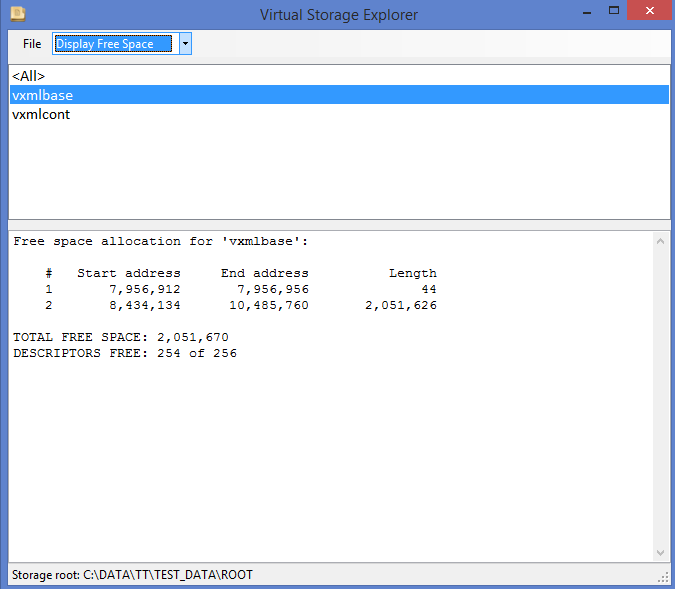 Virtual Storage Explorer
File Display Free Space
<All>
vxmlbase
vxmlcont
Free space allocation for 'vxmlbase':
# Start address End address Length
1 7,956,912 7,956,956 44
2 8,434,134 10,485,760 2,051,626
TOTAL FREE SPACE: 2,051,670
DESCRIPTORS FREE: 254 of 256
Storage root: C:\DATA\TT\TEST_DATA\ROOT